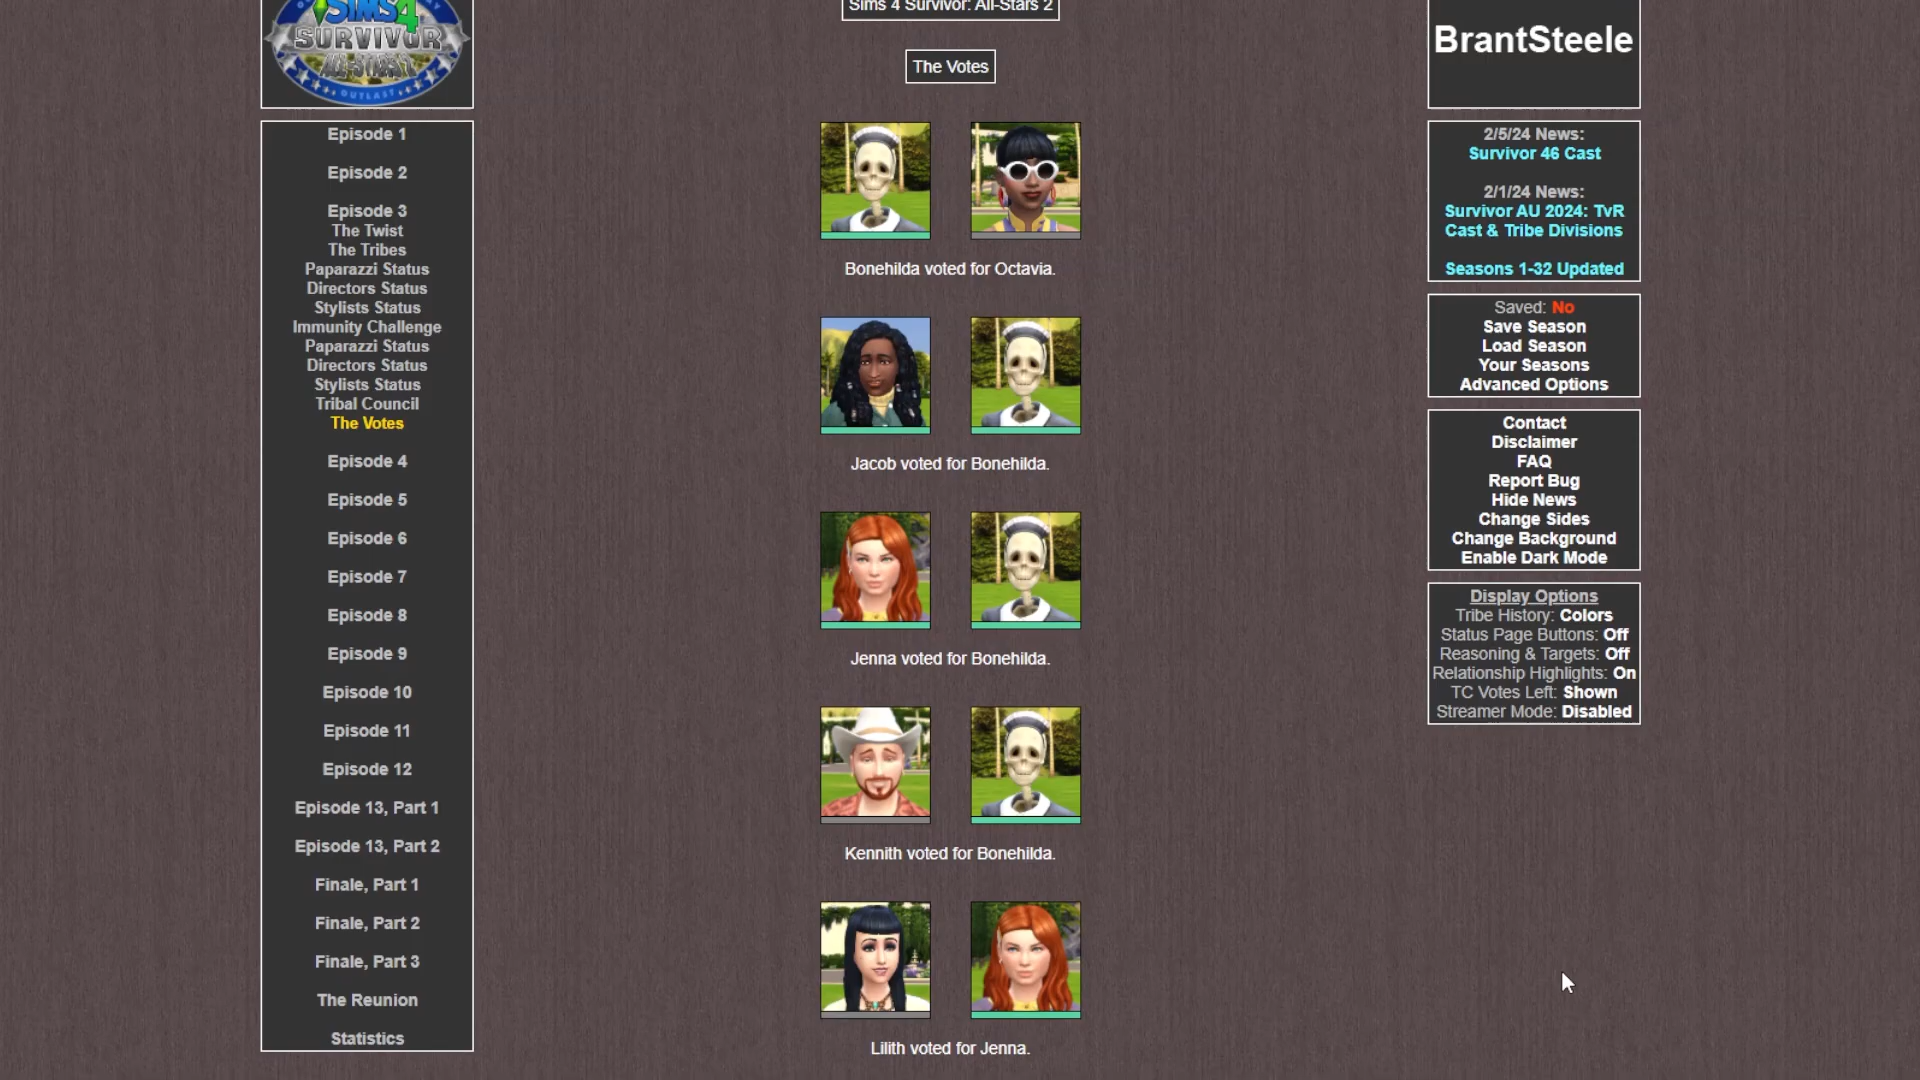 SIMS 4
SURVIVOR
ALL-STARS 2
OUTLAST
Episode 1
Episode 2
Episode 3
The Twist
The Tribes
Paparazzi Status
Directors Status
Stylists Status
Immunity Challenge
Paparazzi Status
Directors Status
Stylists Status
Tribal Council
The Votes
Episode 4
Episode 5
Episode 6
Episode 7
Episode 8
Episode 9
Episode 10
Episode 11
Episode 12
Episode 13, Part 1
Episode 13, Part 2
Finale, Part 1
Finale, Part 2
Finale, Part 3
The Reunion
Statistics
Sims 4 Survivor: All-Stars 2
The Votes
Bonehilda voted for Octavia.
Jacob voted for Bonehilda.
Jenna voted for Bonehilda.
Kennith voted for Bonehilda.
Lilith voted for Jenna.
BrantSteele
2/5/24 News:
Survivor 46 Cast
2/1/24 News:
Survivor AU 2024: TvR
Cast & Tribe Divisions
Seasons 1-32 Updated
Saved: No
Save Season
Load Season
Your Seasons
Advanced Options
Contact
Disclaimer
FAQ
Report Bug
Hide News
Change Sides
Change Background
Enable Dark Mode
Display Options
Tribe History: Colors
Status Page Buttons: Off
Reasoning & Targets: Off
Relationship Highlights: On
TC Votes Left: Shown
Streamer Mode: Disabled